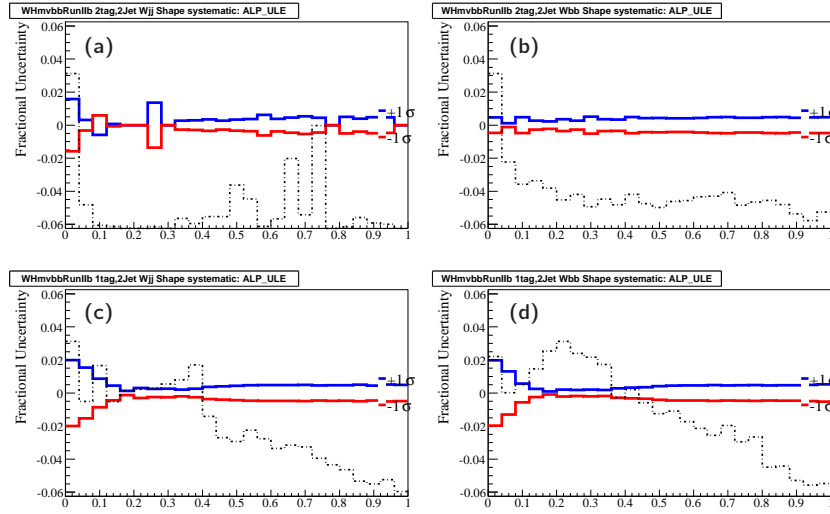 WHmvbbRunIIb 2tag,2Jet Wjj Shape systematic: ALP_ULE
WHmvbbRunIIb 2tag,2Jet Wbb Shape systematic: ALP_ULE
Fractional Uncertainty
0.06
0.04
0.02
0
-0.02
-0.04
-0.06
(a)
+1σ
-1σ
0 0.1 0.2 0.3 0.4 0.5 0.6 0.7 0.8 0.9 1
Fractional Uncertainty
0.06
0.04
0.02
0
-0.02
-0.04
-0.06
(b)
+1σ
-1σ
0 0.1 0.2 0.3 0.4 0.5 0.6 0.7 0.8 0.9 1
WHmvbbRunIIb 1tag,2Jet Wjj Shape systematic: ALP_ULE
WHmvbbRunIIb 1tag,2Jet Wbb Shape systematic: ALP_ULE
Fractional Uncertainty
0.06
0.04
0.02
0
-0.02
-0.04
-0.06
(c)
+1σ
-1σ
0 0.1 0.2 0.3 0.4 0.5 0.6 0.7 0.8 0.9 1
Fractional Uncertainty
0.06
0.04
0.02
0
-0.02
-0.04
-0.06
(d)
+1σ
-1σ
0 0.1 0.2 0.3 0.4 0.5 0.6 0.7 0.8 0.9 1